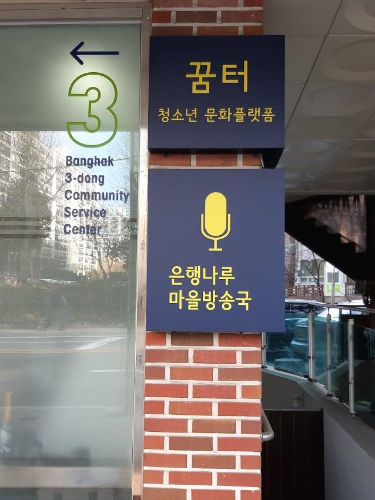 3
Banghak
3-dong
Community
Service
Center
꿈터
청소년 문화플랫폼
은행나루
마을방송국